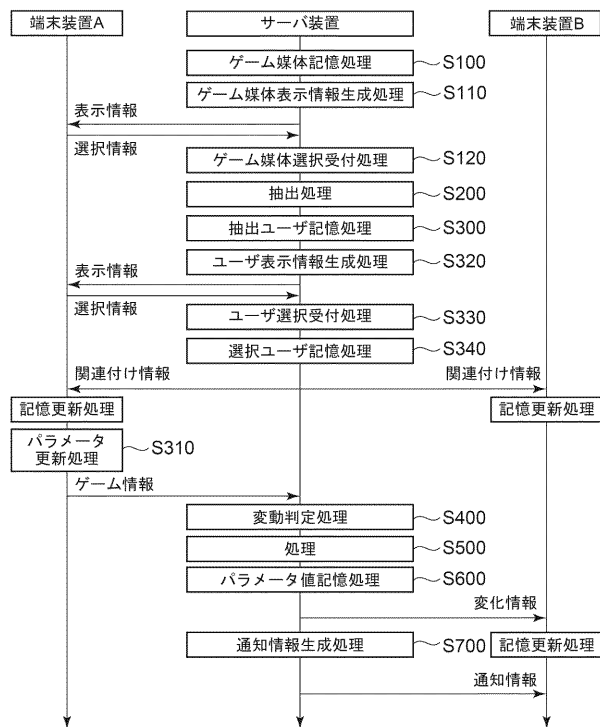 端末装置A
サーバ装置
端末装置B
ゲーム媒体記憶処理 S100
ゲーム媒体表示情報生成処理 S110
表示情報
選択情報
ゲーム媒体選択受付処理 S120
抽出処理 S200
抽出ユーザ記憶処理 S300
ユーザ表示情報生成処理 S320
表示情報
選択情報
ユーザ選択受付処理 S330
選択ユーザ記憶処理 S340
関連付け情報
関連付け情報
記憶更新処理
記憶更新処理
パラメータ
更新処理
S310
ゲーム情報
変動判定処理 S400
処理 S500
パラメータ値記憶処理 S600
変化情報
通知情報生成処理 S700
記憶更新処理
通知情報